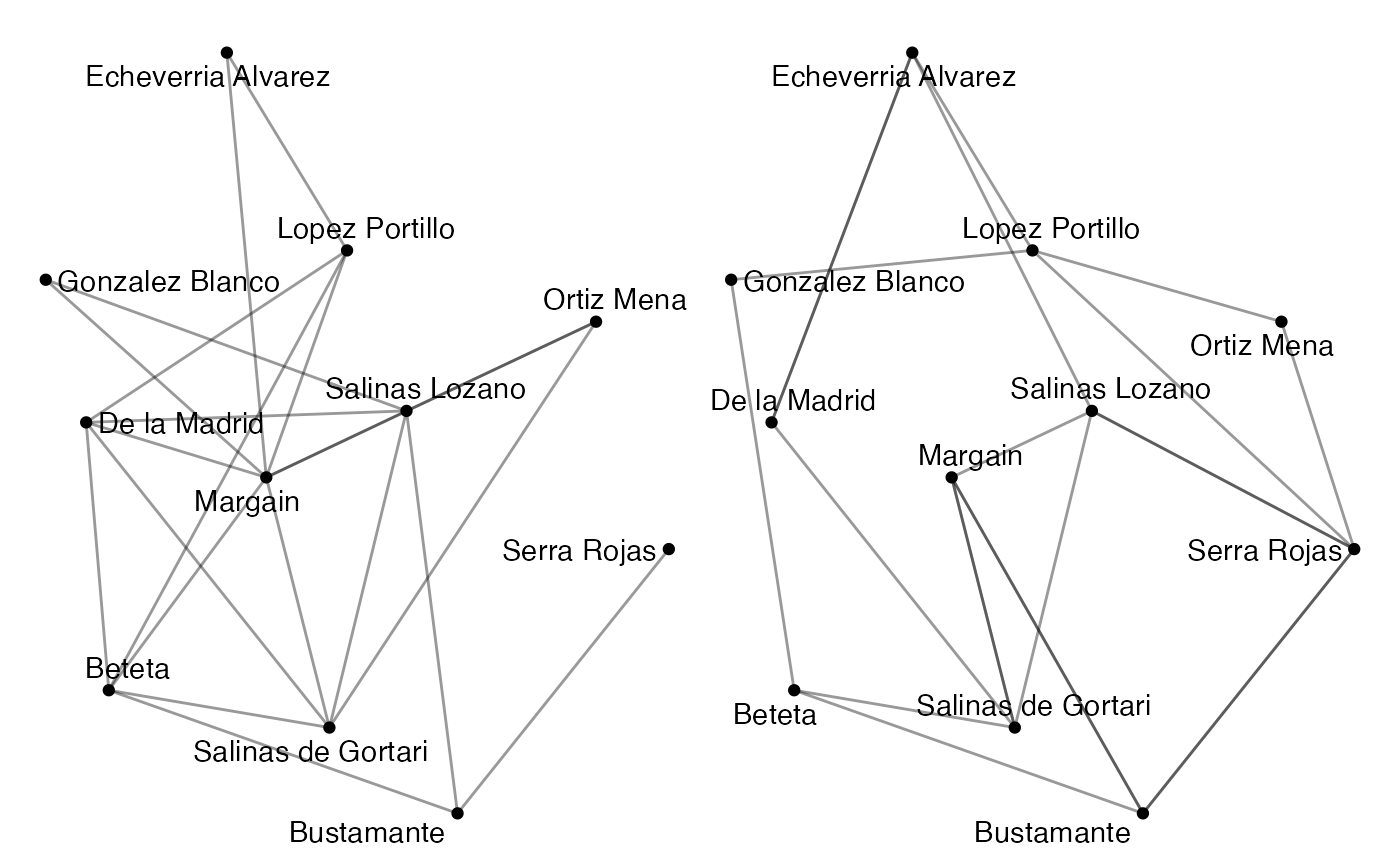 Echeverria Alvarez
Lopez Portillo
Gonzalez Blanco
Ortiz Mena
Salinas Lozano
De la Madrid
Margain
Serra Rojas
Beteta
Salinas de Gortari
Bustamante
Echeverria Alvarez
Lopez Portillo
Gonzalez Blanco
Ortiz Mena
Salinas Lozano
De la Madrid
Margain
Serra Rojas
Salinas de Gortari
Beteta
Bustamante